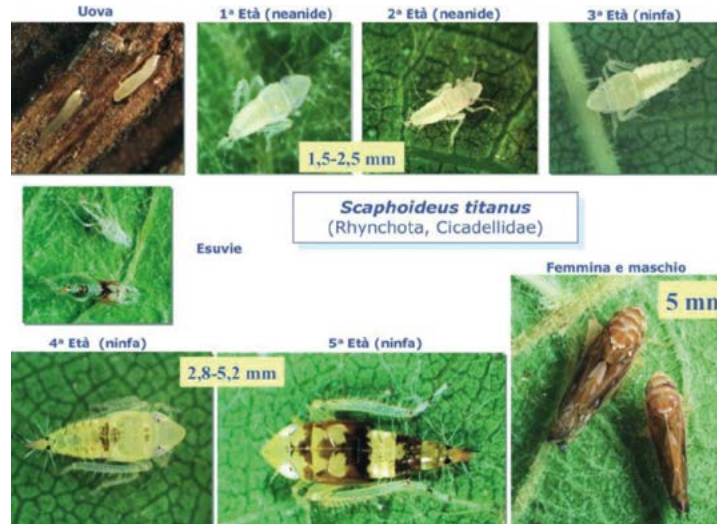 Uova
1ª Età (neanide)
2ª Età (neanide)
3ª Età (ninfa)
1,5-2,5 mm
Scaphoideus titanus
(Rhynchota, Cicadellidae)
Esuvie
Femmina e maschio
5 mm
4ª Età (ninfa)
5ª Età (ninfa)
2,8-5,2 mm